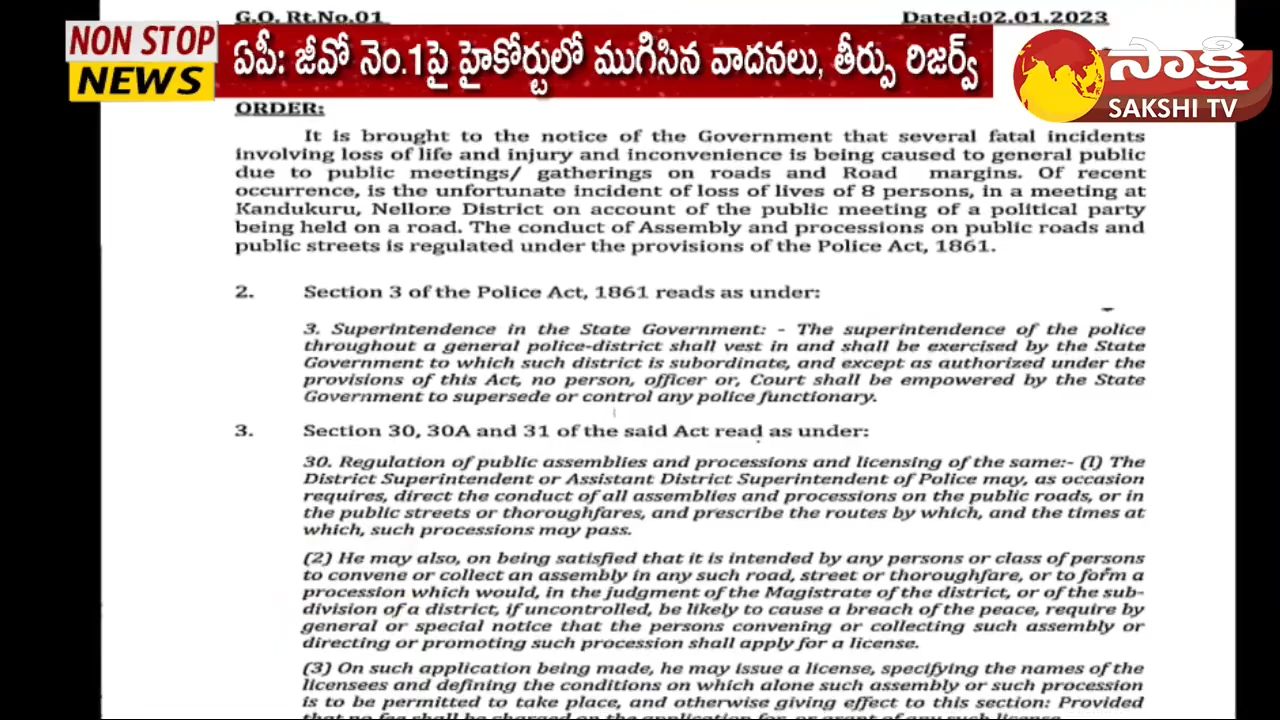 G.O. Rt.No.01 Dated:02.01.2023
NON STOP
NEWS
ఏపీ: జీవో నెం.1పై హైకోర్టులో ముగిసిన వాదనలు, తీర్పు రిజర్వ్
సాక్షి
SAKSHI TV
ORDER:
It is brought to the notice of the Government that several fatal incidents
involving loss of life and injury and inconvenience is being caused to general public
due to public meetings/ gatherings on roads and Road margins. Of recent
occurrence, is the unfortunate incident of loss of lives of 8 persons, in a meeting at
Kandukuru, Nellore District on account of the public meeting of a political party
being held on a road. The conduct of Assembly and processions on public roads and
public streets is regulated under the provisions of the Police Act, 1861.
2. Section 3 of the Police Act, 1861 reads as under:
3. Superintendence in the State Government: - The superintendence of the police
throughout a general police-district shall vest in and shall be exercised by the State
Government to which such district is subordinate, and except as authorized under the
provisions of this Act, no person, officer or, Court shall be empowered by the State
Government to supersede or control any police functionary.
3. Section 30, 30A and 31 of the said Act read as under:
30. Regulation of public assemblies and processions and licensing of the same:- (l) The
District Superintendent or Assistant District Superintendent of Police may, as occasion
requires, direct the conduct of all assemblies and processions on the public roads, or in
the public streets or thoroughfares, and prescribe the routes by which, and the times at
which, such processions may pass.
(2) He may also, on being satisfied that it is intended by any persons or class of persons
to convene or collect an assembly in any such road, street or thoroughfare, or to form a
procession which would, in the judgment of the Magistrate of the district, or of the sub-
division of a district, if uncontrolled, be likely to cause a breach of the peace, require by
general or special notice that the persons convening or collecting such assembly or
directing or promoting such procession shall apply for a license.
(3) On such application being made, he may issue a license, specifying the names of the
licensees and defining the conditions on which alone such assembly or such procession
is to be permitted to take place, and otherwise giving effect to this section: Provided
that no fee shall be charged on the application for, or grant of any such license.